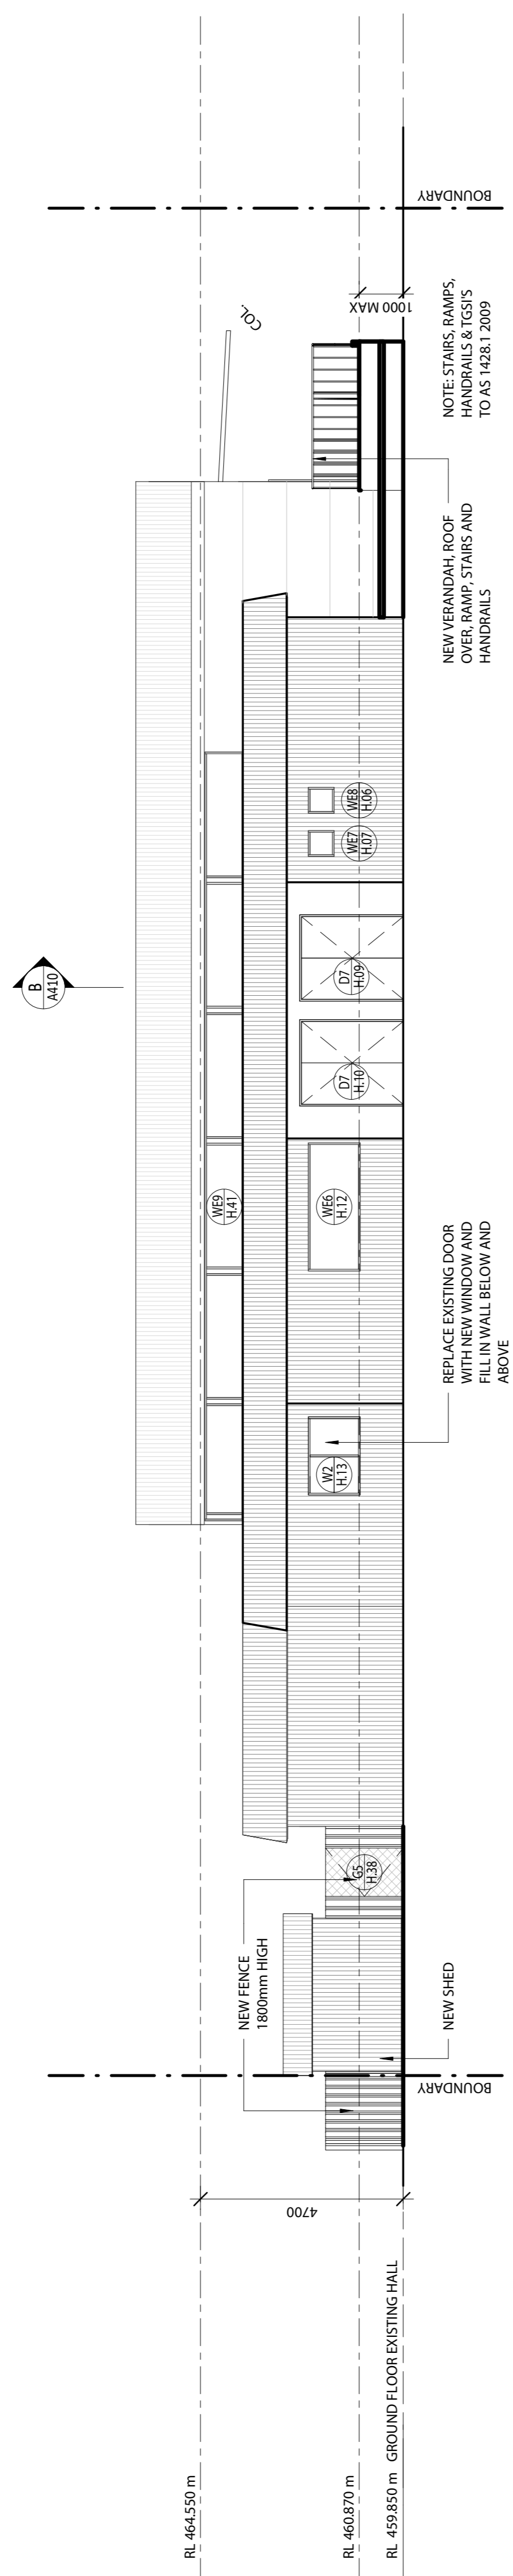 RL 464.550 m
RL 460.870 m
RL 459.850 m GROUND FLOOR EXISTING HALL
4700
BOUNDARY
NEW FENCE
1800mm HIGH
NEW SHED
G5
H.38
W2
H.13
REPLACE EXISTING DOOR
WITH NEW WINDOW AND
FILL IN WALL BELOW AND
ABOVE
WE9
H.41
WE6
H.12
D7
H.10
D7
H.09
B
A410
WE7
H.07
WE8
H.06
NEW VERANDAH, ROOF
OVER, RAMP, STAIRS AND
HANDRAILS
COL.
NOTE: STAIRS, RAMPS,
HANDRAILS & TGSI'S
TO AS 1428.1 2009
1000 MAX
BOUNDARY